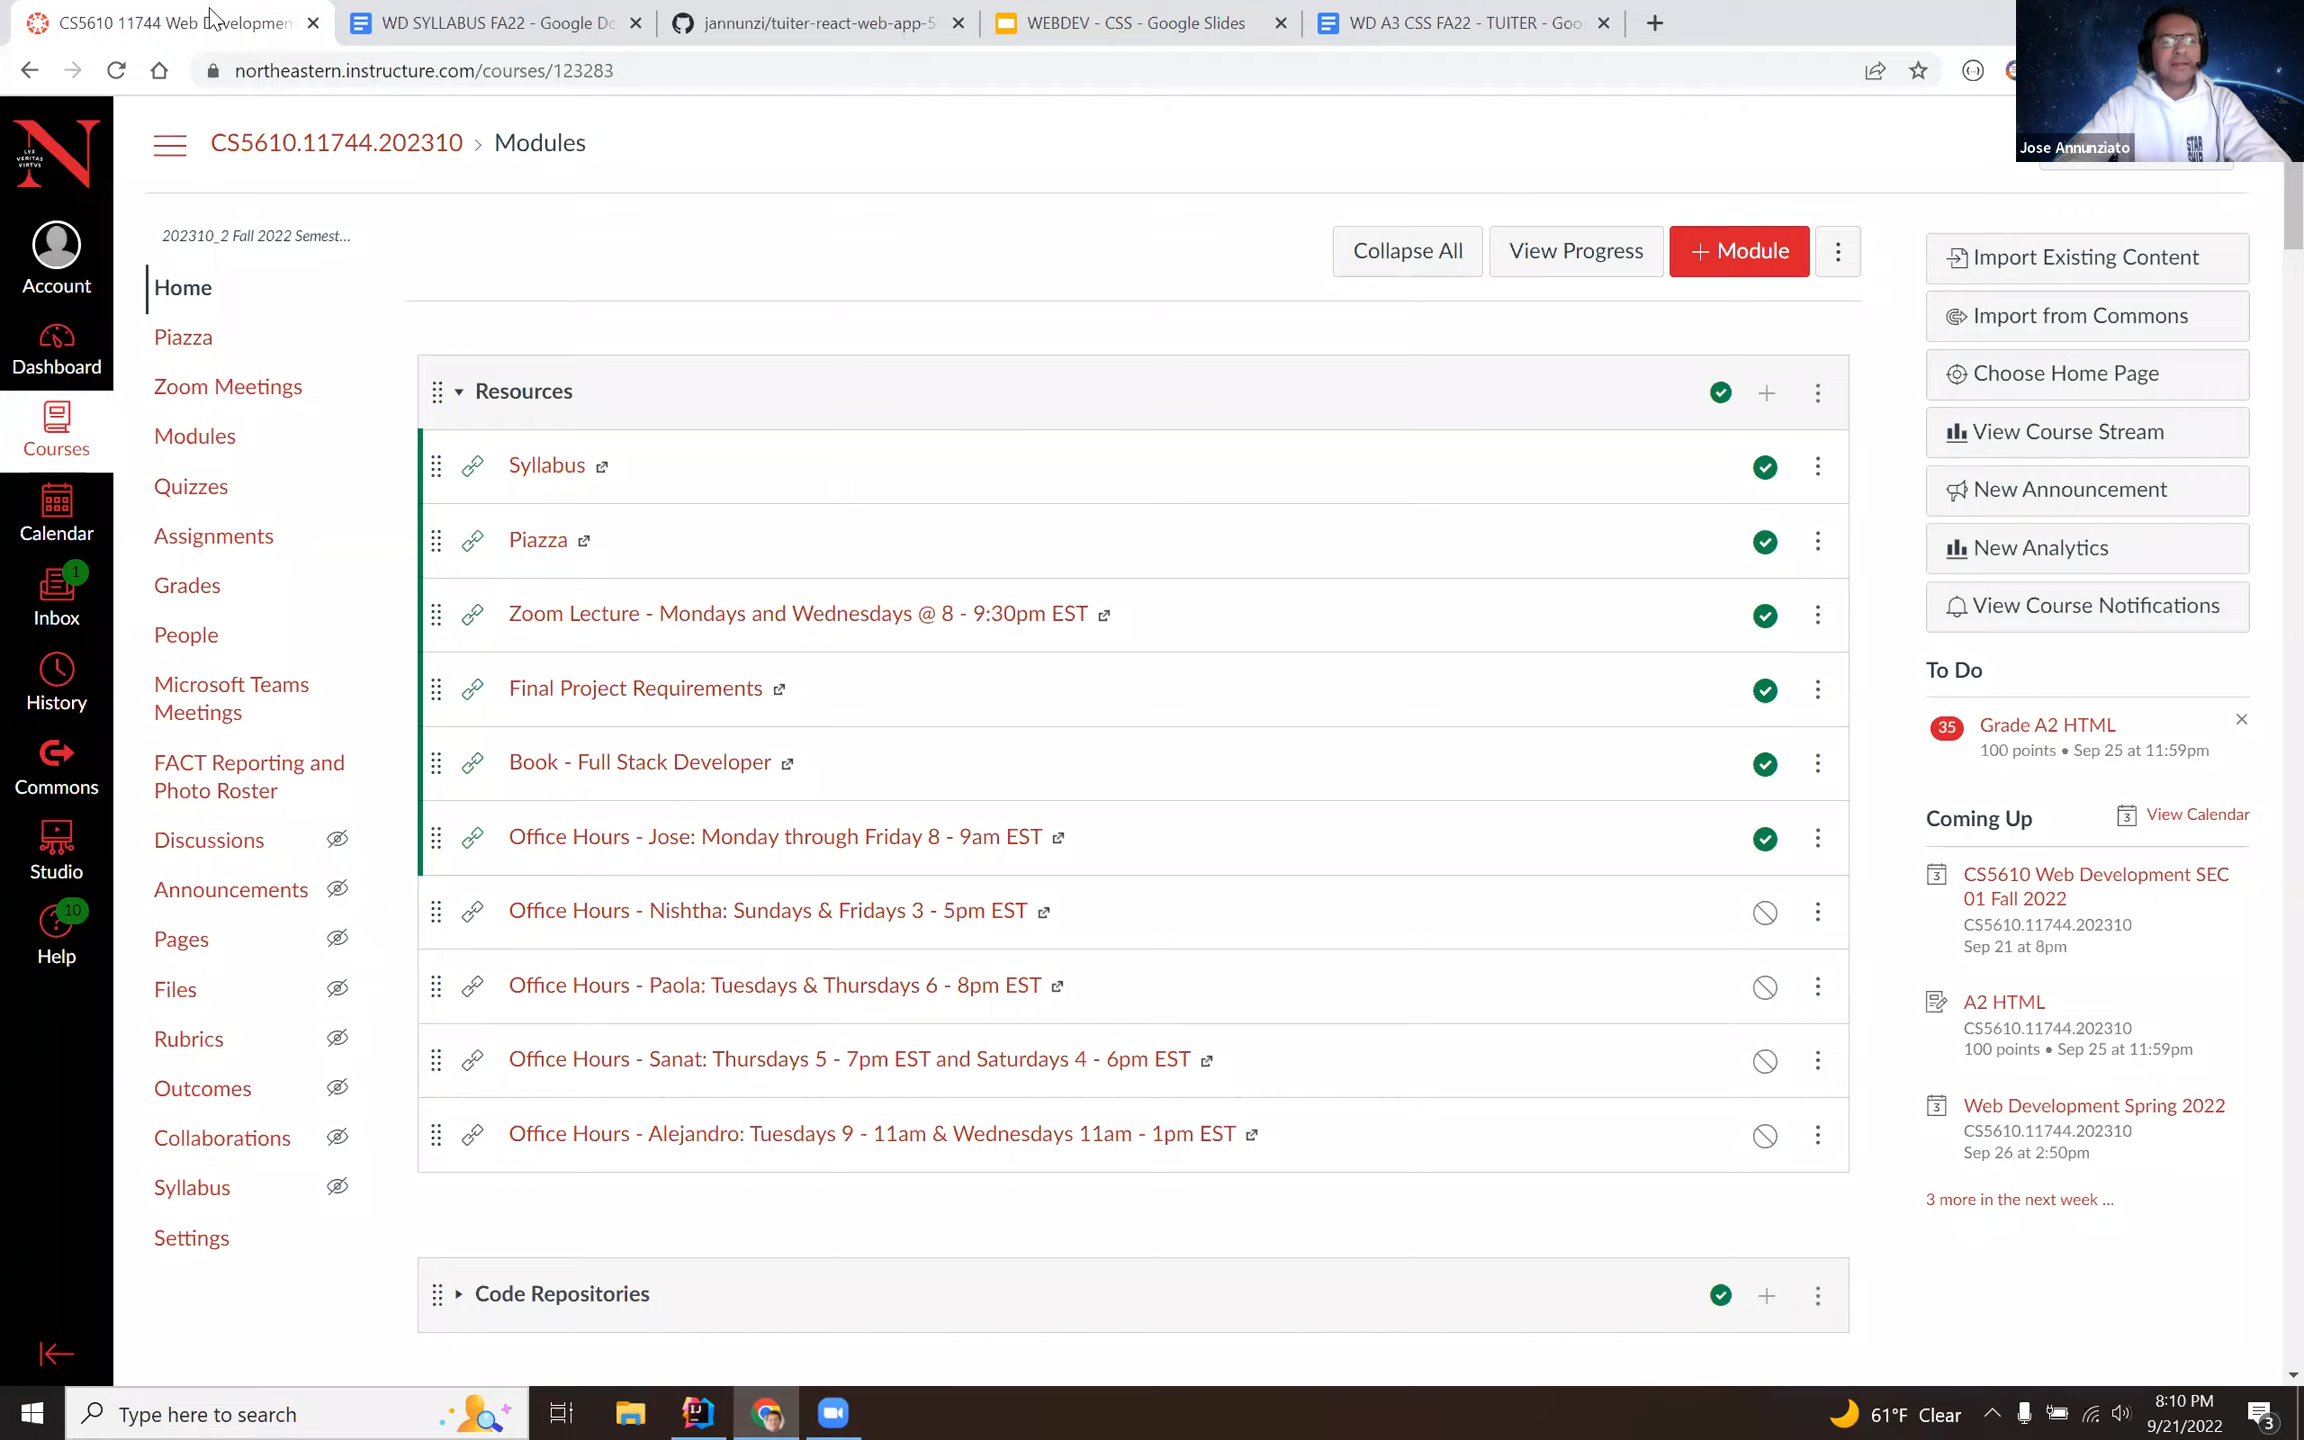 CS5610 11744 Web Developmen
WD SYLLABUS FA22 - Google Do
jannunzi/tuiter-react-web-app-5
WEBDEV - CSS - Google Slides
WD A3 CSS FA22 - TUITER - Goo
northeastern.instructure.com/courses/123283
Jose Annunziato
STAR
CS5610.11744.202310 › Modules
202310_2 Fall 2022 Semest...
Collapse All
View Progress
+ Module
Account
Dashboard
Courses
Calendar
1
Inbox
History
Commons
Studio
10
Help
Home
Piazza
Zoom Meetings
Modules
Quizzes
Assignments
Grades
People
Microsoft Teams
Meetings
FACT Reporting and
Photo Roster
Discussions
Announcements
Pages
Files
Rubrics
Outcomes
Collaborations
Syllabus
Settings
Resources
Syllabus
Piazza
Zoom Lecture - Mondays and Wednesdays @ 8 - 9:30pm EST
Final Project Requirements
Book - Full Stack Developer
Office Hours - Jose: Monday through Friday 8 - 9am EST
Office Hours - Nishtha: Sundays & Fridays 3 - 5pm EST
Office Hours - Paola: Tuesdays & Thursdays 6 - 8pm EST
Office Hours - Sanat: Thursdays 5 - 7pm EST and Saturdays 4 - 6pm EST
Office Hours - Alejandro: Tuesdays 9 - 11am & Wednesdays 11am - 1pm EST
Code Repositories
Import Existing Content
Import from Commons
Choose Home Page
View Course Stream
New Announcement
New Analytics
View Course Notifications
To Do
35
Grade A2 HTML
100 points • Sep 25 at 11:59pm
Coming Up
3 View Calendar
3
CS5610 Web Development SEC
01 Fall 2022
CS5610.11744.202310
Sep 21 at 8pm
A2 HTML
CS5610.11744.202310
100 points • Sep 25 at 11:59pm
3
Web Development Spring 2022
CS5610.11744.202310
Sep 26 at 2:50pm
3 more in the next week ...
Type here to search
61°F Clear
8:10 PM
9/21/2022
3